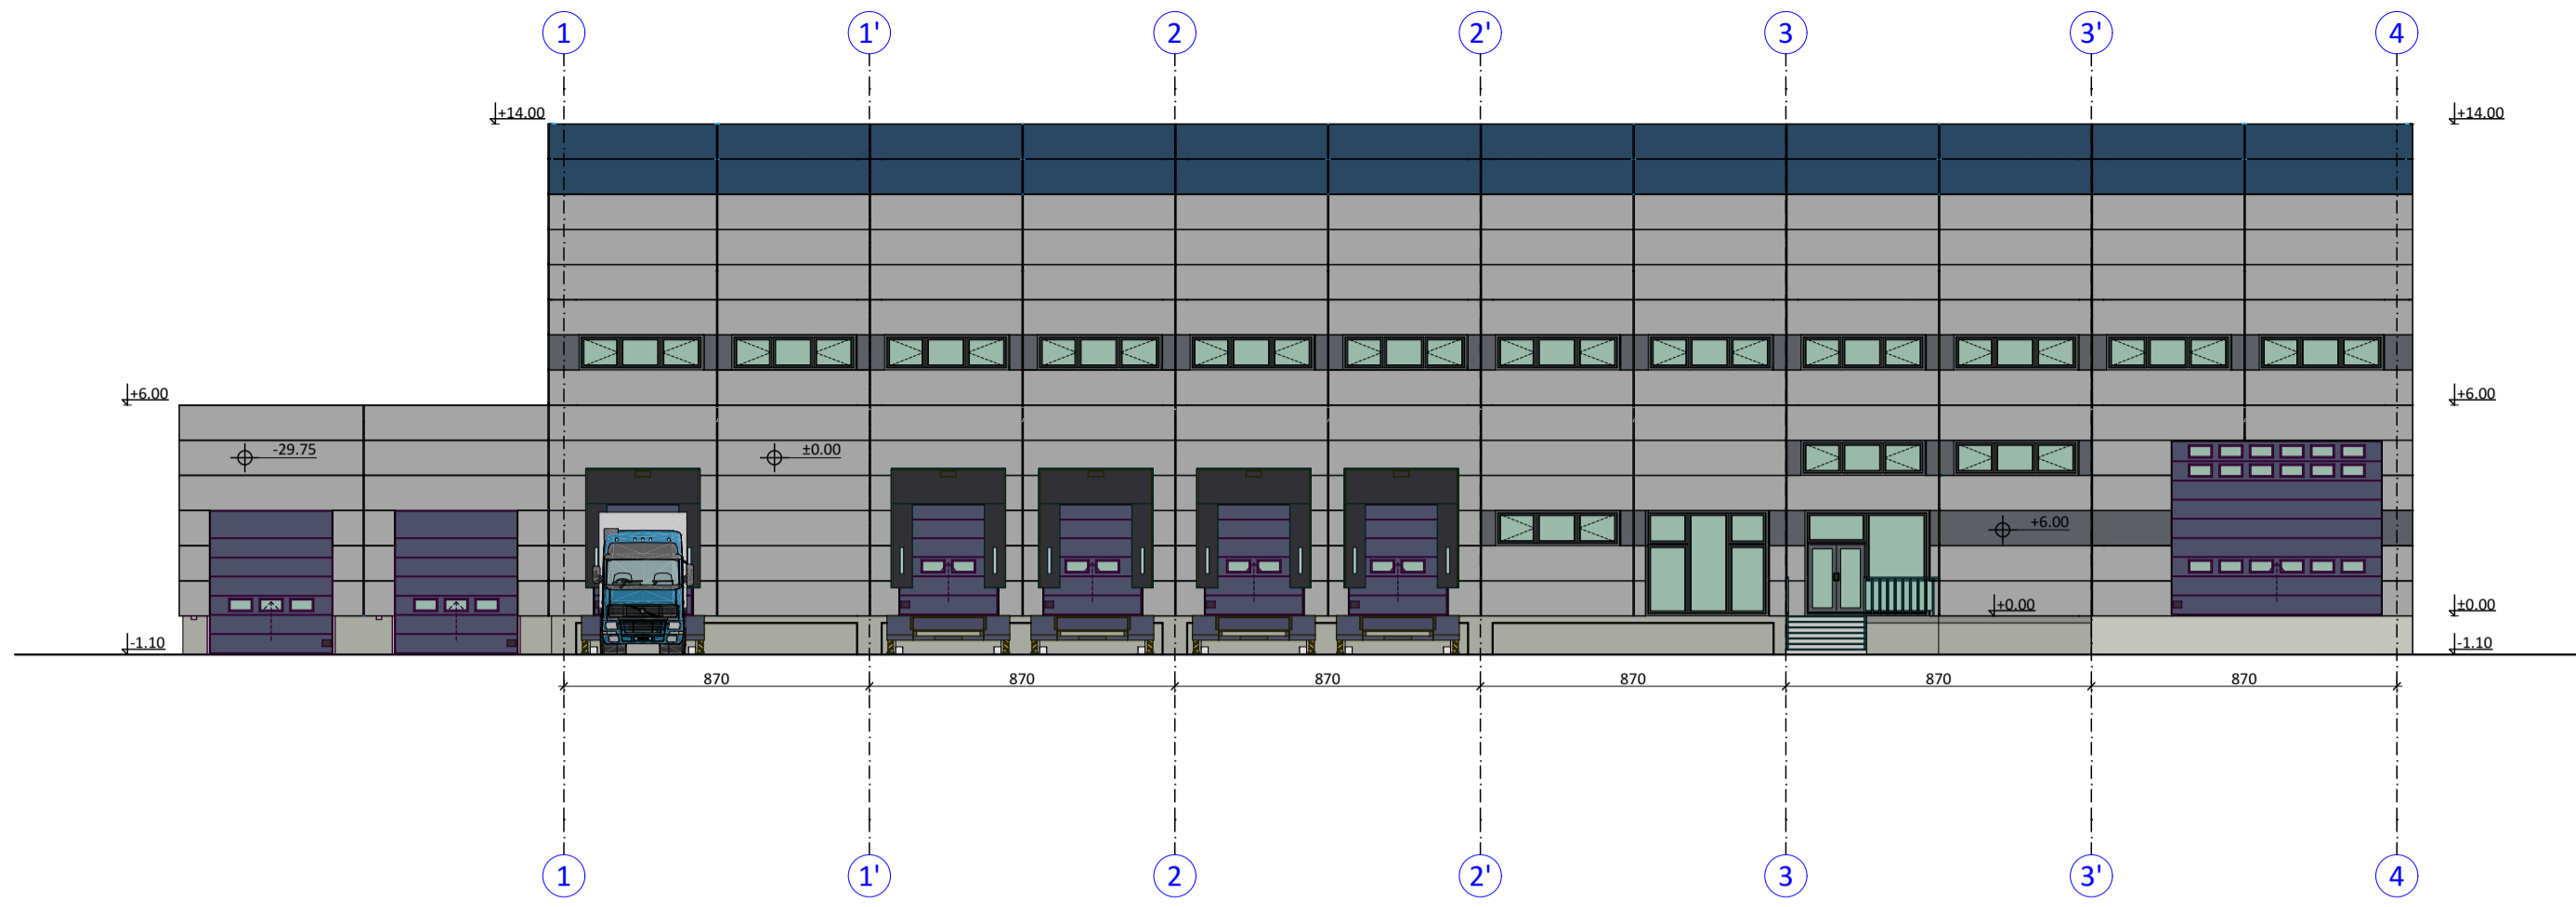 1 1' 2 2' 3 3' 4
+14.00 +14.00
+6.00 +6.00
-29.75 ±0.00
+6.00
+0.00 ±0.00
-1.10 -1.10
870 870 870 870 870 870
1 1' 2 2' 3 3' 4